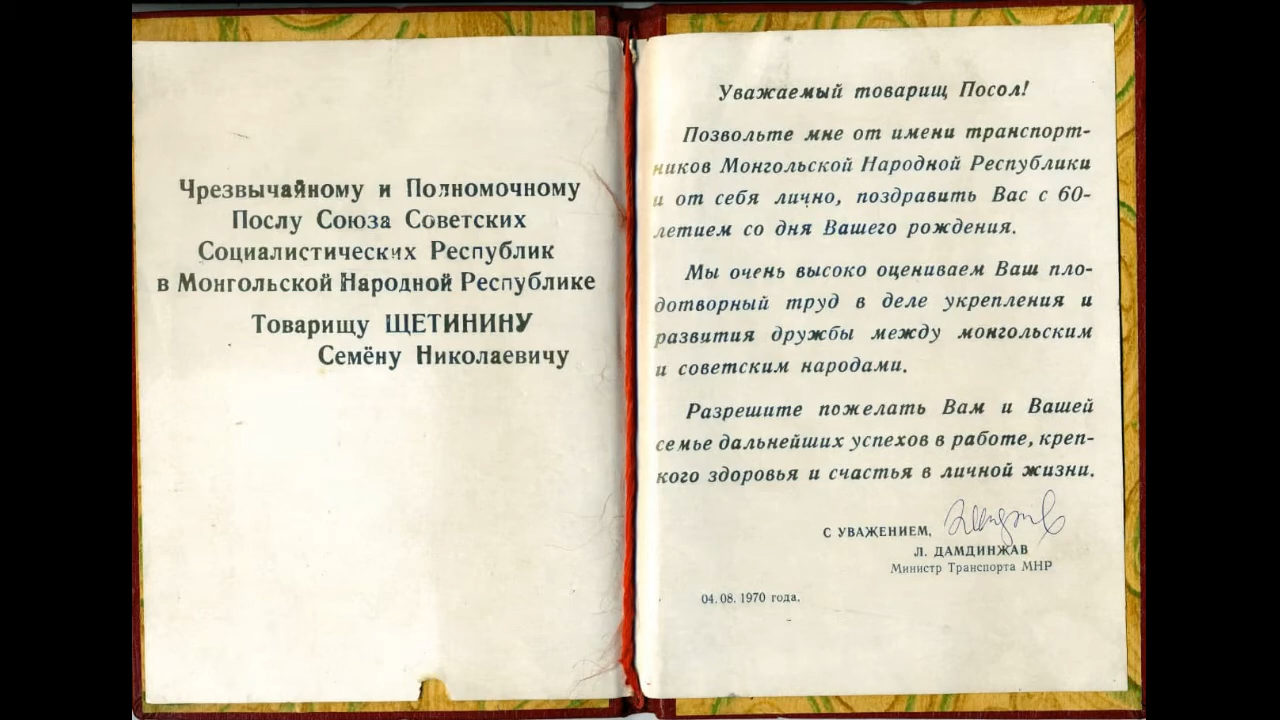 Чрезвычайному и Полномочному
Послу Союза Советских
Социалистических Республик
в Монгольской Народной Республике
Товарищу ЩЕТИНИНУ
Семёну Николаевичу
Уважаемый товарищ Посол!
Позвольте мне от имени транспорт-
ников Монгольской Народной Республики
и от себя лично, поздравить Вас с 60-
летием со дня Вашего рождения.
Мы очень высоко оцениваем Ваш пло-
дотворный труд в деле укрепления и
развития дружбы между монгольским
и советским народами.
Разрешите пожелать Вам и Вашей
семье дальнейших успехов в работе, креп-
кого здоровья и счастья в личной жизни.
С УВАЖЕНИЕМ,
Л. ДАМДИНЖАВ
Министр Транспорта МНР
04.08.1970 года.